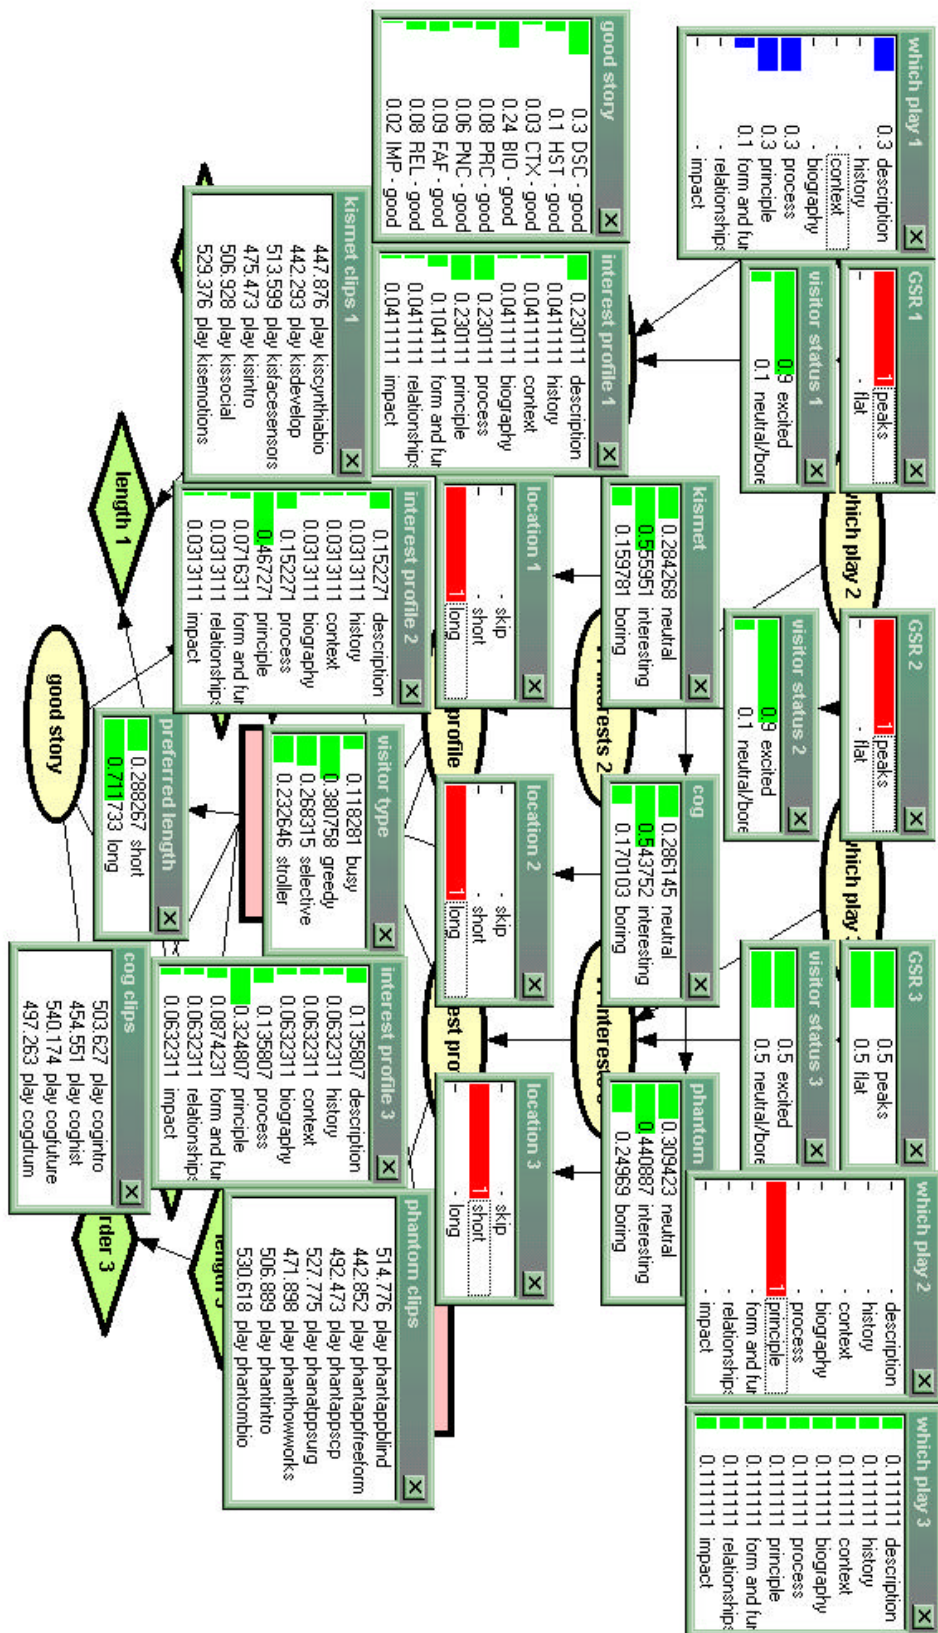 which play 1
0.3 description
- history
- context
- biography
0.3 process
0.3 principle
0.1 form and fur
- relationships
- impact
GSR 1
1 peaks
- flat
GSR 2
1 peaks
- flat
GSR 3
0.5 peaks
0.5 flat
which play 2
- description
- history
- context
- biography
- process
1 principle
- form and fur
- relationships
- impact
which play 3
0.111111 description
0.111111 history
0.111111 context
0.111111 biography
0.111111 process
0.111111 principle
0.111111 form and fur
0.111111 relationships
0.111111 impact
visitor status 1
0.9 excited
0.1 neutral/bore
which play 2
visitor status 2
0.9 excited
0.1 neutral/bore
visitor status 3
0.5 excited
0.5 neutral/bore
good story
0.3 DSC - good
0.1 HST - good
0.03 CTX - good
0.24 BIO - good
0.08 PRC - good
0.06 PNC - good
0.09 FAF - good
0.08 REL - good
0.02 IMP - good
interest profile 1
0.230111 description
0.0411111 history
0.0411111 context
0.0411111 biography
0.230111 process
0.230111 principle
0.104111 form and fur
0.0411111 relationships
0.0411111 impact
kismet
0.284268 neutral
0.555951 interesting
0.159781 boring
cog
0.286145 neutral
0.543752 interesting
0.170103 boring
phantom
0.309423 neutral
0.440887 interesting
0.24969 boring
interests 2
location 1
- skip
- short
1 long
location 2
- skip
- short
1 long
location 3
- skip
1 short
- long
profile
kismet clips 1
447.876 play kiscynthiabio
442.293 play kisdevelop
513.599 play kisfacesensors
475.473 play kisintro
506.928 play kissocial
529.376 play kisemotions
interest profile 2
0.152271 description
0.0313111 history
0.0313111 context
0.0313111 biography
0.152271 process
0.467271 principle
0.0716311 form and fur
0.0313111 relationships
0.0313111 impact
visitor type
0.118281 busy
0.380758 greedy
0.268315 selective
0.232646 stroller
interest profile 3
0.135807 description
0.0632311 history
0.0632311 context
0.0632311 biography
0.135807 process
0.324807 principle
0.0874231 form and fur
0.0632311 relationships
0.0632311 impact
phantom clips
514.776 play phantappblind
442.852 play phantappfreeform
492.473 play phantappscp
527.775 play phanatppsurg
471.898 play phanthowworks
506.889 play phantintro
530.618 play phantombio
length 1
preferred length
0.288267 short
0.711733 long
good story
cog clips
503.627 play cogintro
454.551 play coghist
540.174 play cogfuture
497.263 play cogdrum